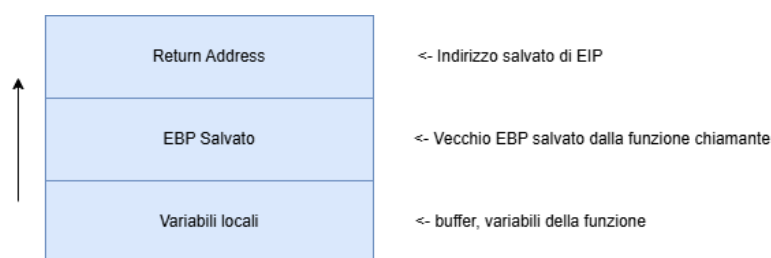 Return Address <- Indirizzo salvato di EIP
EBP Salvato <- Vecchio EBP salvato dalla funzione chiamante
Variabili locali <- buffer, variabili della funzione